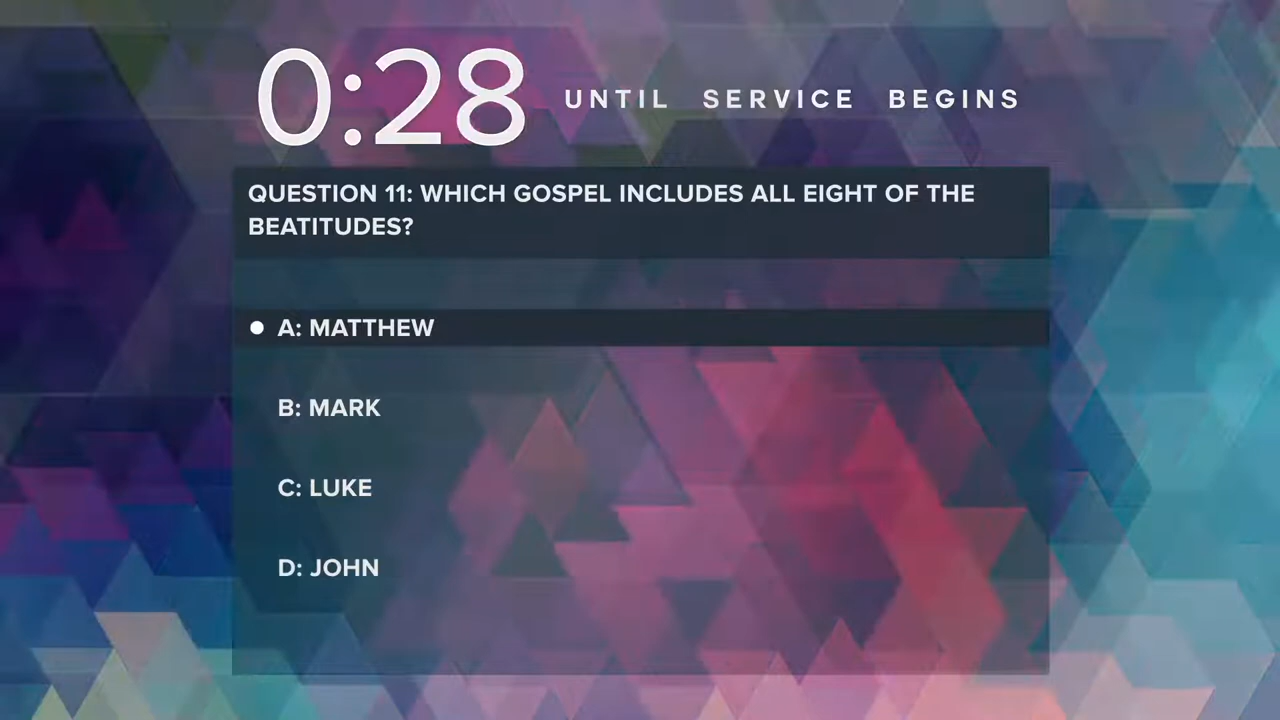 0:28 UNTIL SERVICE BEGINS
QUESTION 11: WHICH GOSPEL INCLUDES ALL EIGHT OF THE
BEATITUDES?
A: MATTHEW
B: MARK
C: LUKE
D: JOHN